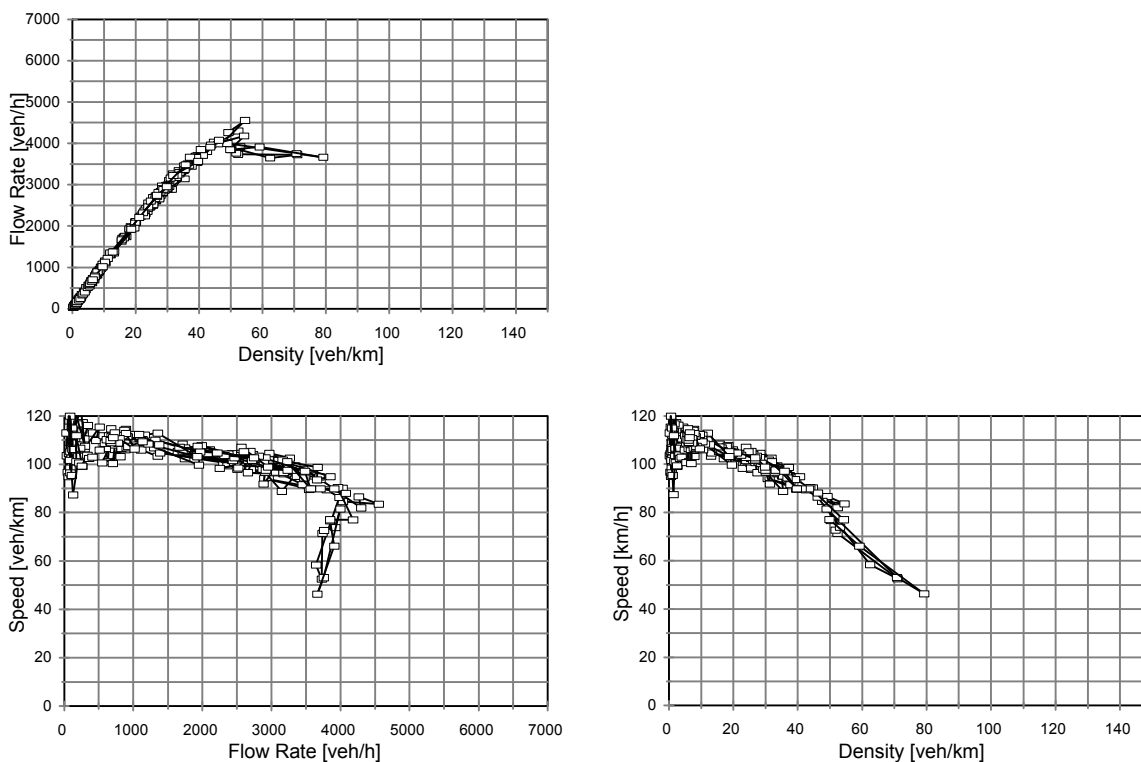 7000
6000
5000
4000
3000
2000
1000
0
Flow Rate [veh/h]
0 20 40 60 80 100 120 140
Density [veh/km]
120
100
80
60
40
20
0
Speed [veh/km]
0 1000 2000 3000 4000 5000 6000 7000
Flow Rate [veh/h]
120
100
80
60
40
20
0
Speed [km/h]
0 20 40 60 80 100 120 140
Density [veh/km]